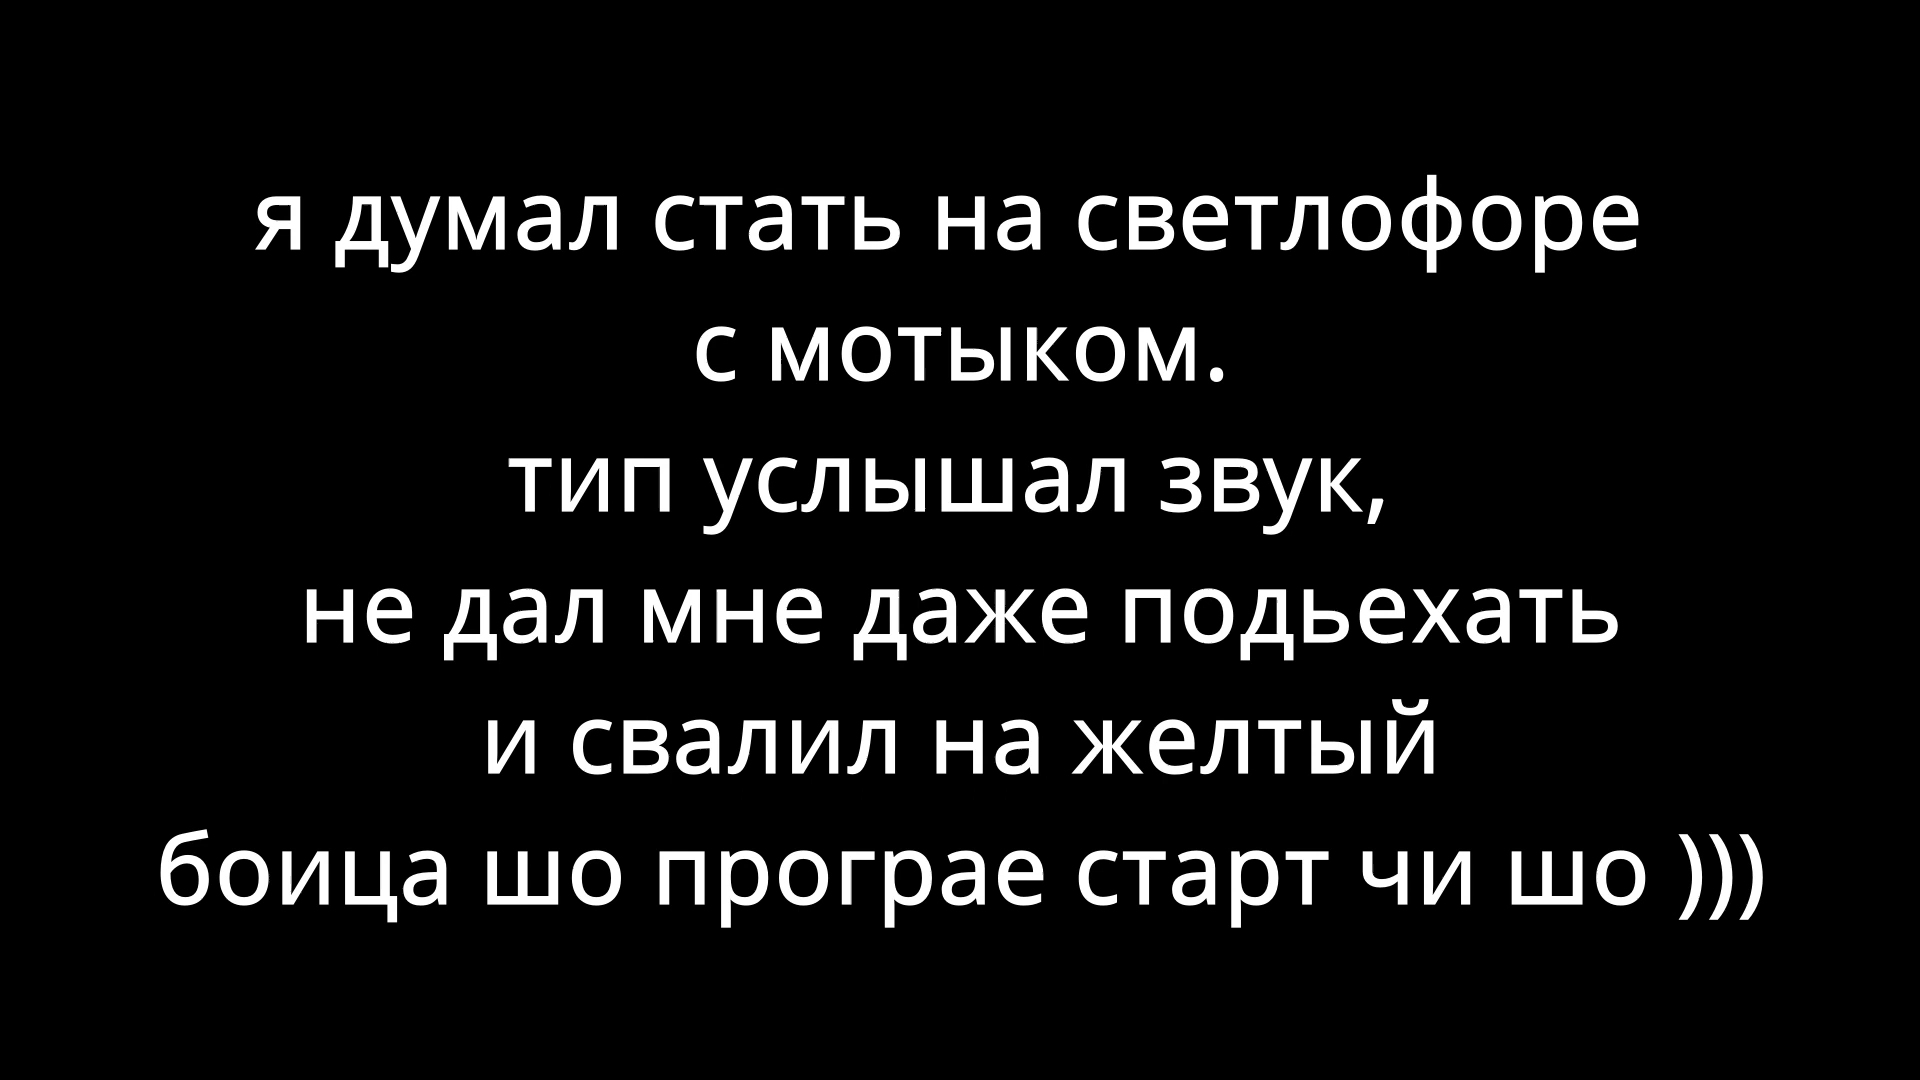 я думал стать на светлофоре
с мотыком.
тип услышал звук,
не дал мне даже подьехать
и свалил на желтый
боица шо програе старт чи шо )))